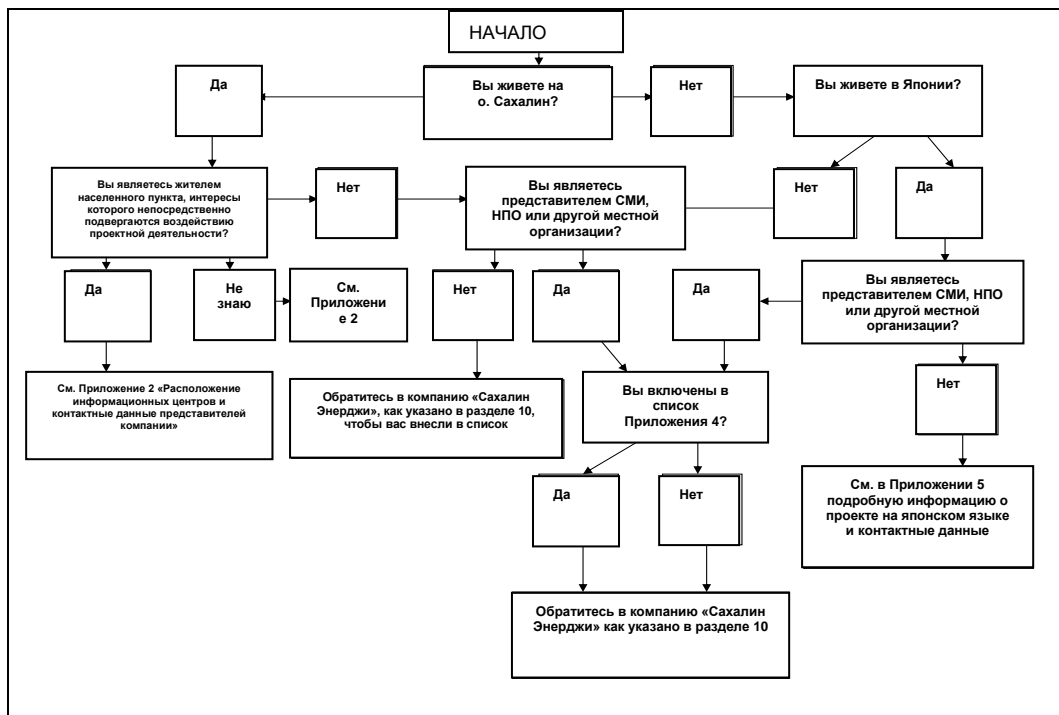 НАЧАЛО
Да
Вы живете на
о. Сахалин?
Нет
Вы живете в Японии?
Вы являетесь жителем
населенного пункта, интересы
которого непосредственно
подвергаются воздействию
проектной деятельности?
Нет
Вы являетесь
представителем СМИ,
НПО или другой местной
организации?
Нет
Да
Да
Не
знаю
См.
Приложени
е 2
Нет
Да
Да
Вы являетесь
представителем СМИ, НПО
или другой местной
организации?
См. Приложение 2 «Расположение
информационных центров и
контактные данные представителей
компании»
Обратитесь в компанию «Сахалин
Энерджи», как указано в разделе 10,
чтобы вас внесли в список
Вы включены в
список
Приложения 4?
Нет
Да
Нет
См. в Приложении 5
подробную информацию о
проекте на японском языке
и контактные данные
Обратитесь в компанию «Сахалин
Энерджи» как указано в разделе 10